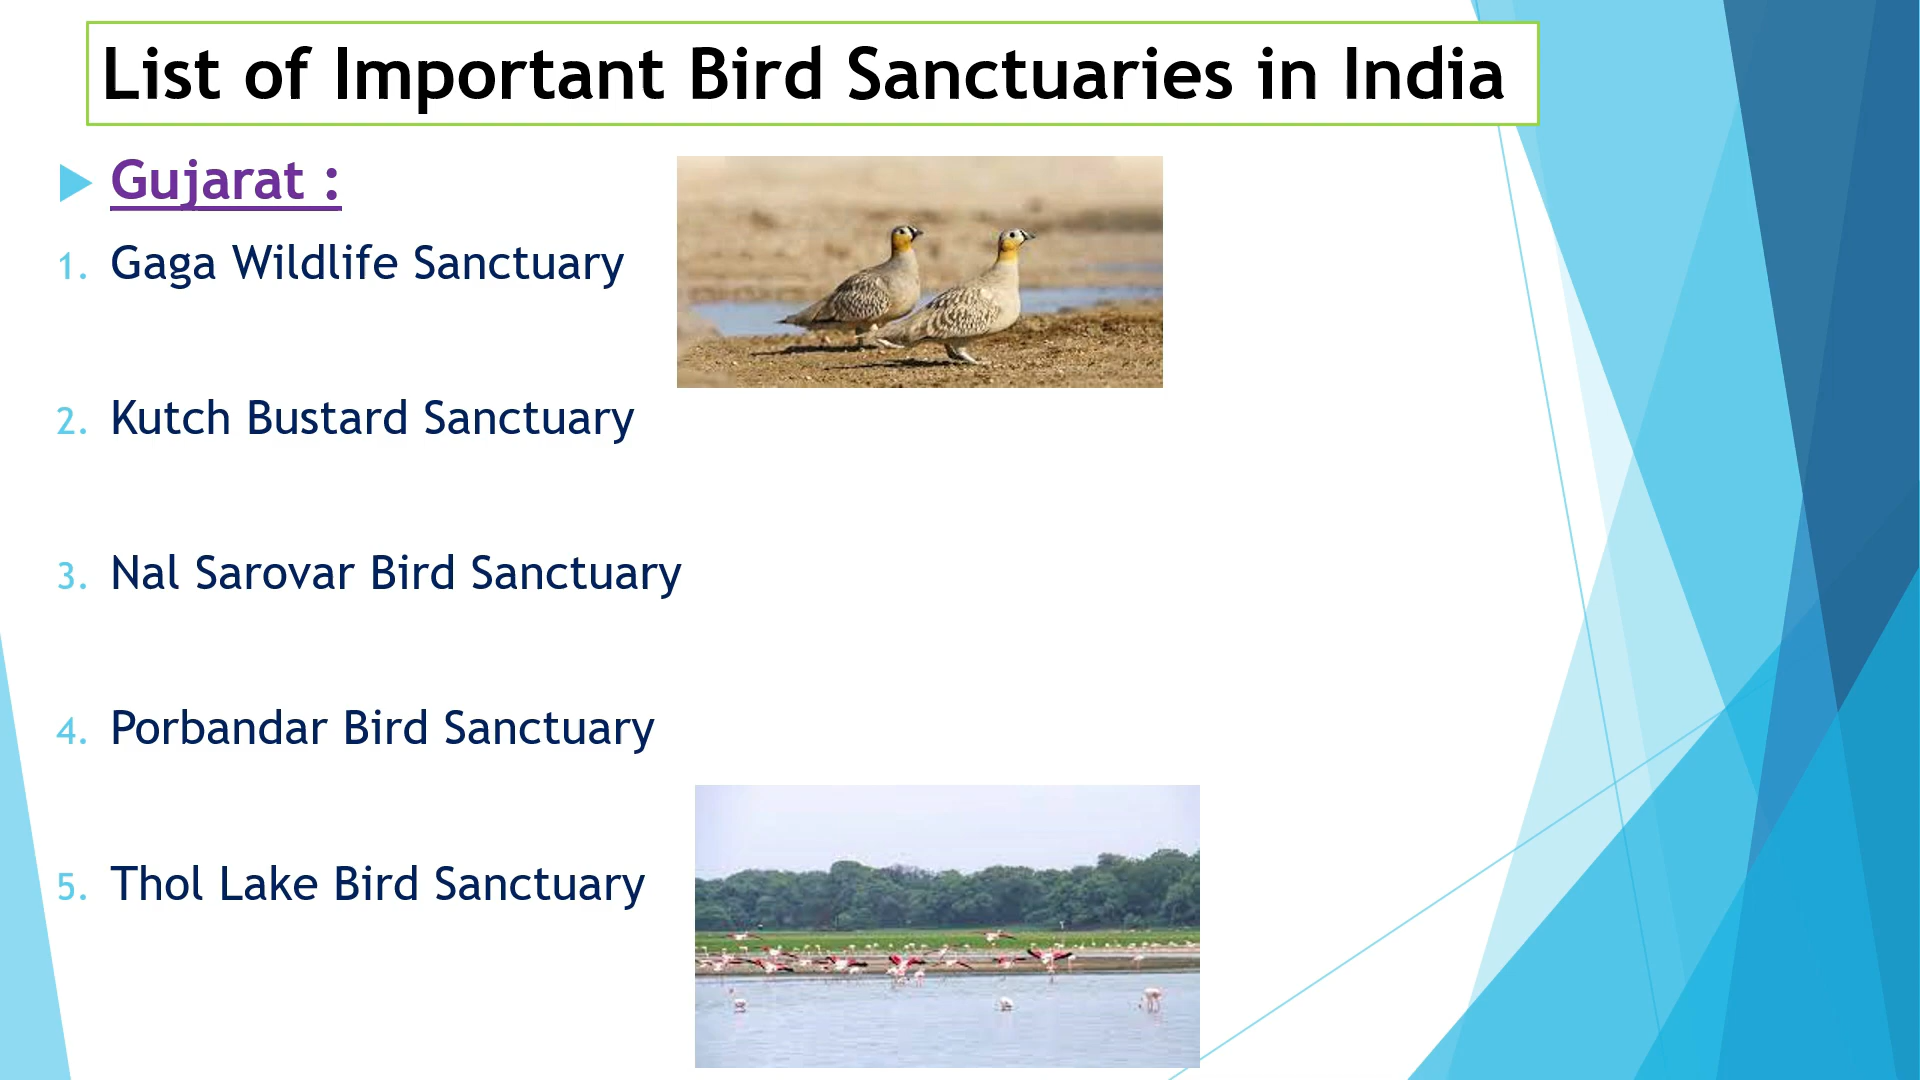 List of Important Bird Sanctuaries in India
Gujarat :
1. Gaga Wildlife Sanctuary
2. Kutch Bustard Sanctuary
3. Nal Sarovar Bird Sanctuary
4. Porbandar Bird Sanctuary
5. Thol Lake Bird Sanctuary